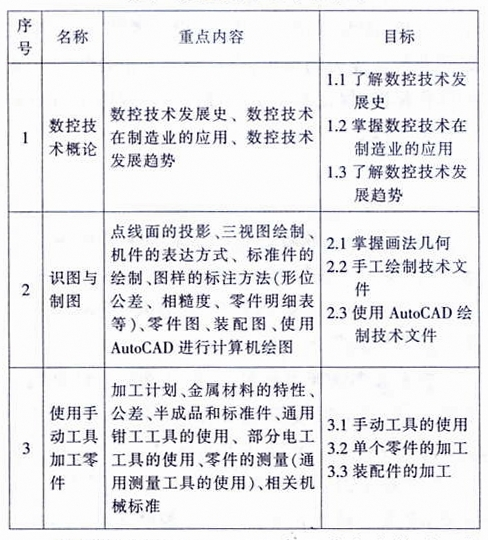 序号
名称
重点内容
目标
1
数控技
术概论
数控技术发展史、数控技术
在制造业的应用、数控技术
发展趋势
1.1 了解数控技术发
展史
1.2 掌握数控技术在
制造业的应用
1.3 了解数控技术发
展趋势
2
识图与
制图
点线面的投影、三视图绘制、
机件的表达方式、标准件的
绘制、图样的标注方法(形位
公差、相糙度、零件明细表
等)、零件图、装配图、使用
AutoCAD 进行计算机绘图
2.1 掌握画法几何
2.2 手工绘制技术文
件
2.3 使用 AutoCAD 绘
制技术文件
3
使用手
动工具
加工零
件
加工计划、金属材料的特性、
公差、半成品和标准件、通用
钳工工具的使用、部分电工
工具的使用、零件的测量(通
用测量工具的使用)、相关机
械标准
3.1 手动工具的使用
3.2 单个零件的加工
3.3 装配件的加工